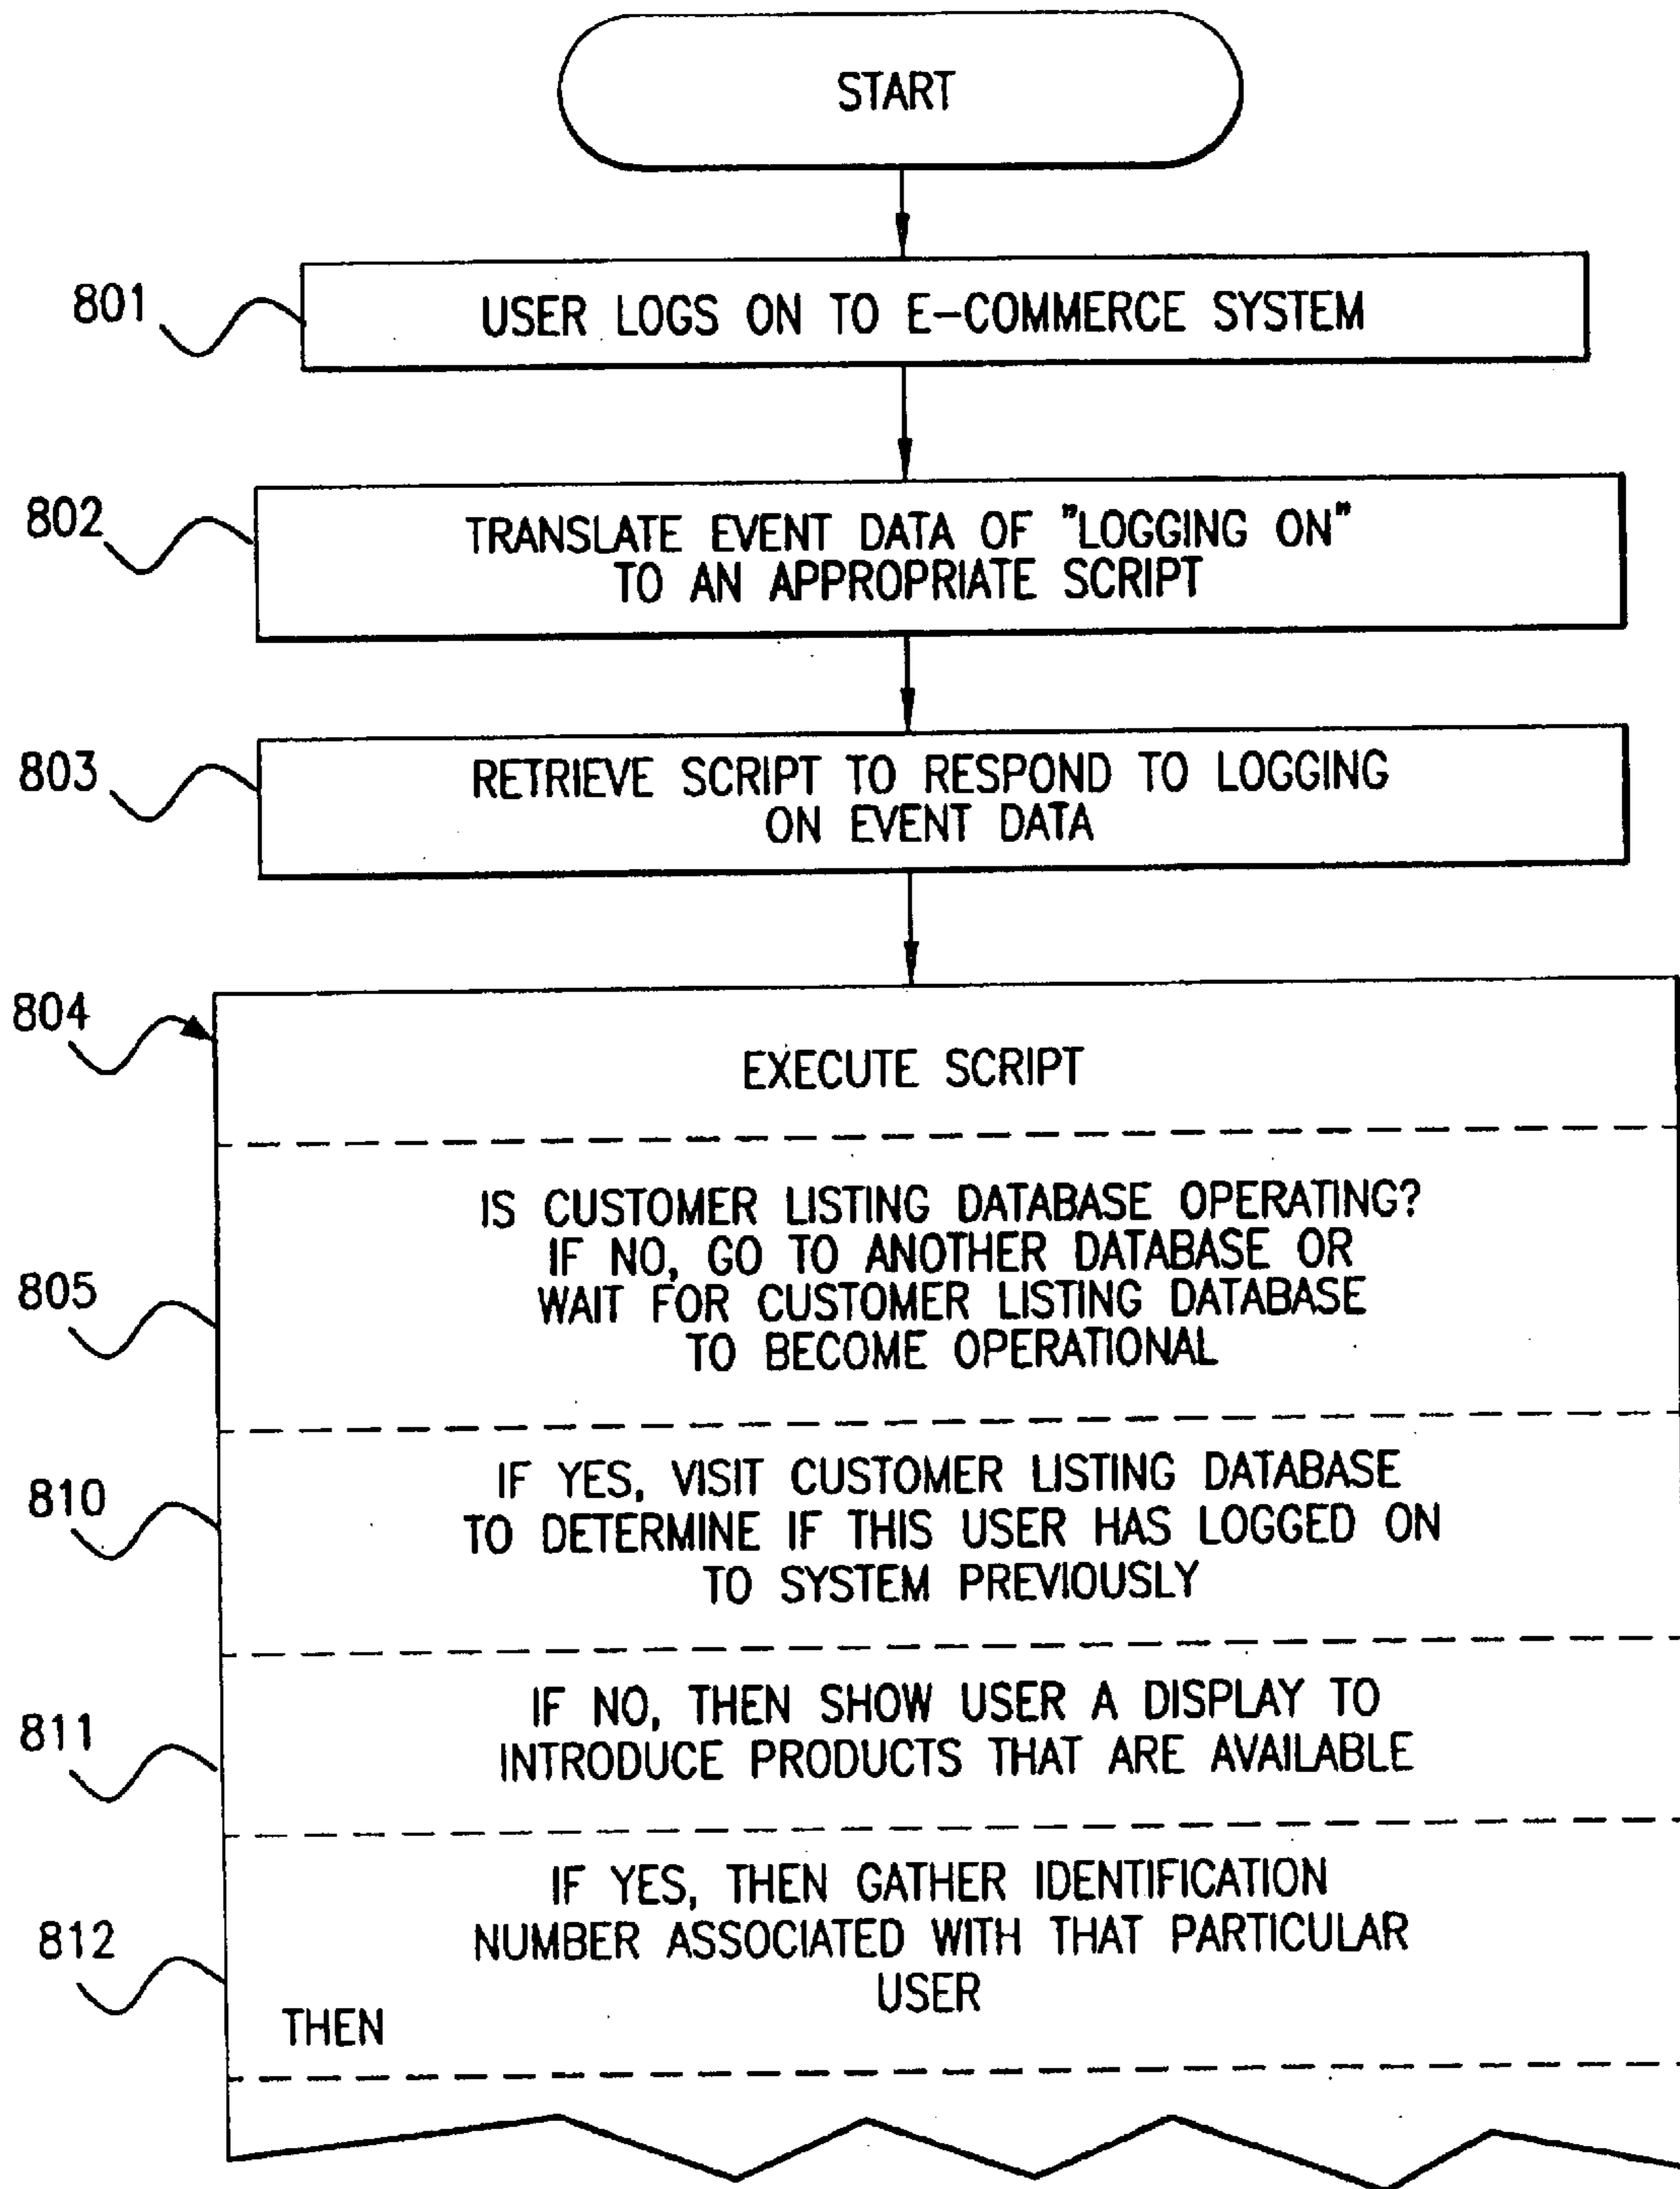 START
801
USER LOGS ON TO E-COMMERCE SYSTEM
802
TRANSLATE EVENT DATA OF "LOGGING ON"
TO AN APPROPRIATE SCRIPT
803
RETRIEVE SCRIPT TO RESPOND TO LOGGING
ON EVENT DATA
804
EXECUTE SCRIPT
805
IS CUSTOMER LISTING DATABASE OPERATING?
IF NO, GO TO ANOTHER DATABASE OR
WAIT FOR CUSTOMER LISTING DATABASE
TO BECOME OPERATIONAL
810
IF YES, VISIT CUSTOMER LISTING DATABASE
TO DETERMINE IF THIS USER HAS LOGGED ON
TO SYSTEM PREVIOUSLY
811
IF NO, THEN SHOW USER A DISPLAY TO
INTRODUCE PRODUCTS THAT ARE AVAILABLE
812
IF YES, THEN GATHER IDENTIFICATION
NUMBER ASSOCIATED WITH THAT PARTICULAR
USER
THEN